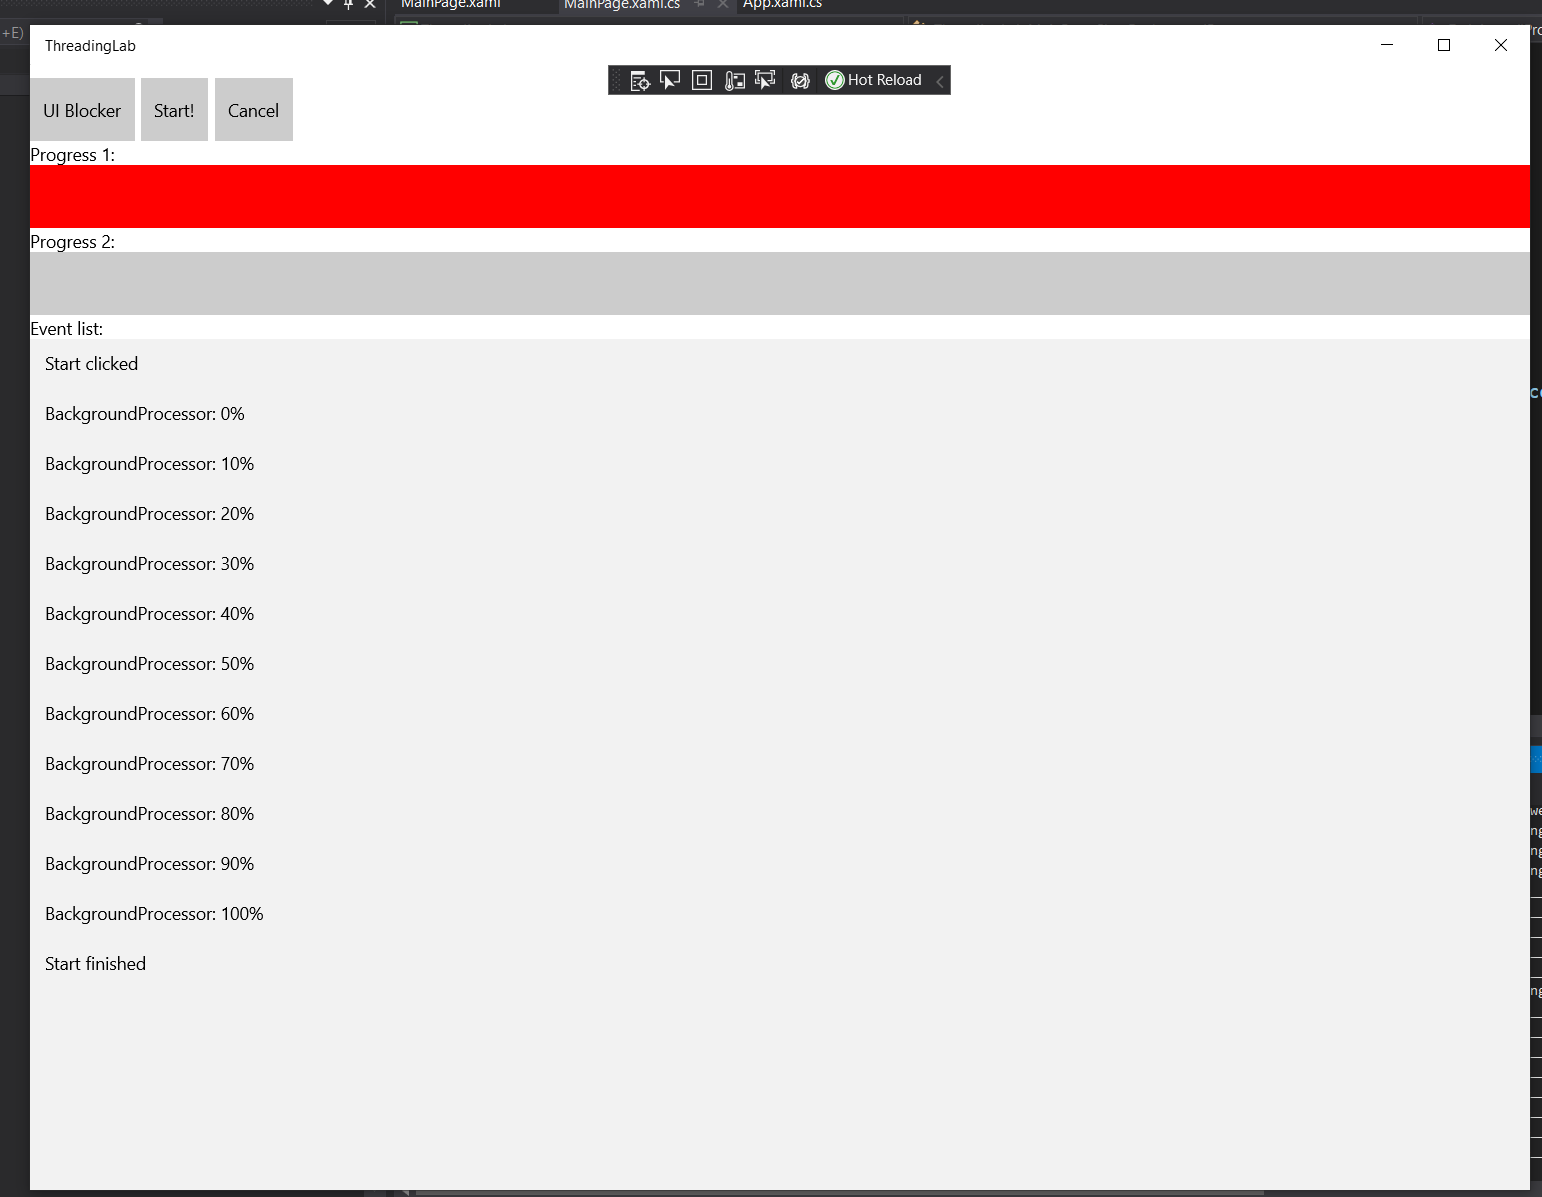 MainPage.xaml MainPage.xaml.cs App.xaml.cs
+E)
ThreadingLab
Hot Reload
UI Blocker Start! Cancel
Progress 1:
Progress 2:
Event list:
Start clicked
BackgroundProcessor: 0%
BackgroundProcessor: 10%
BackgroundProcessor: 20%
BackgroundProcessor: 30%
BackgroundProcessor: 40%
BackgroundProcessor: 50%
BackgroundProcessor: 60%
BackgroundProcessor: 70%
BackgroundProcessor: 80%
BackgroundProcessor: 90%
BackgroundProcessor: 100%
Start finished